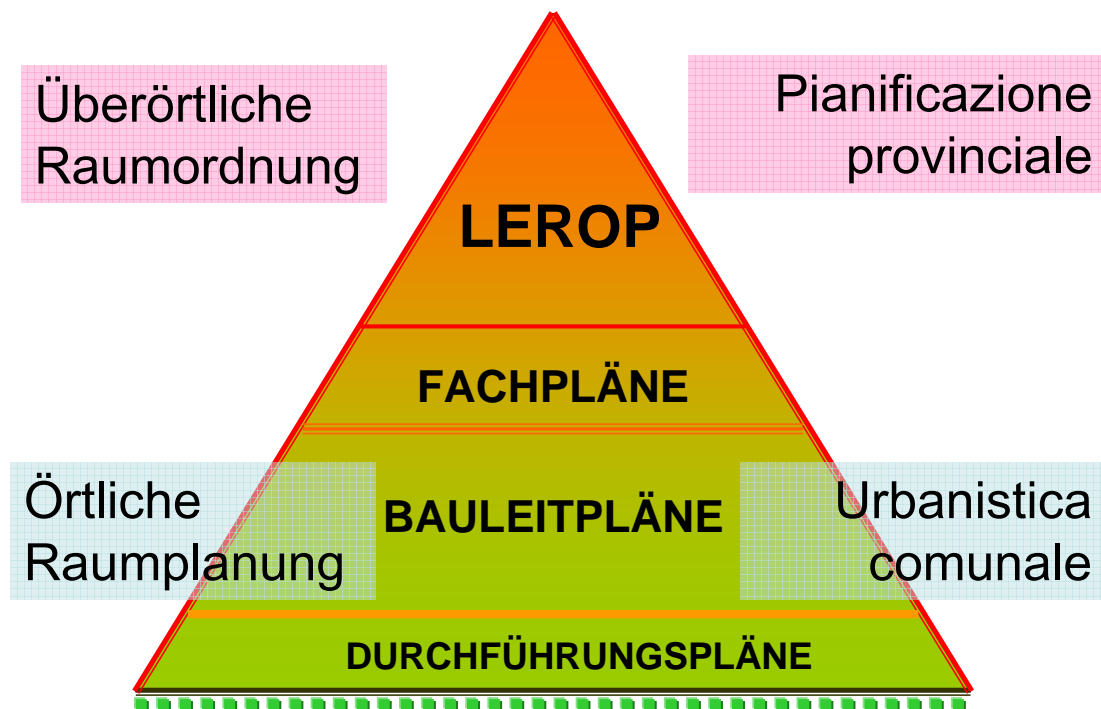 Überörtliche
Raumordnung
Pianificazione
provinciale
LEROP
FACHPLÄNE
Örtliche
Raumplanung
BAULEITPLÄNE
Urbanistica
comunale
DURCHFÜHRUNGSPLÄNE